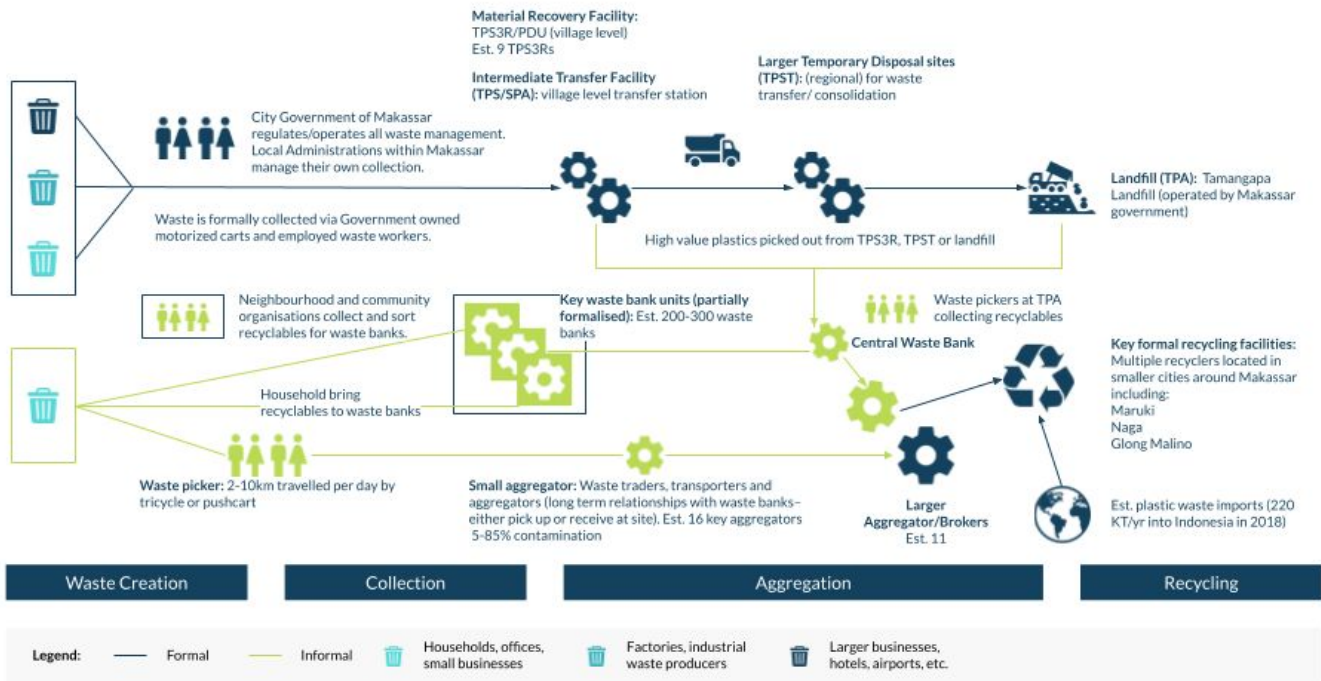 Material Recovery Facility:
TPS3R/PDU (village level)
Est. 9 TPS3Rs
Intermediate Transfer Facility
(TPS/SPA): village level transfer station
Larger Temporary Disposal sites
(TPST): (regional) for waste
transfer/ consolidation
City Government of Makassar
regulates/operates all waste management.
Local Administrations within Makassar
manage their own collection.
Landfill (TPA): Tamangapa
Landfill (operated by Makassar
government)
Waste is formally collected via Government owned
motorized carts and employed waste workers.
High value plastics picked out from TPS3R, TPST or landfill
Neighbourhood and community
organisations collect and sort
recyclables for waste banks.
Key waste bank units (partially
formalised): Est. 200-300 waste
banks
Waste pickers at TPA
collecting recyclables
Central Waste Bank
Household bring
recyclables to waste banks
Key formal recycling facilities:
Multiple recyclers located in
smaller cities around Makassar
including:
Maruki
Naga
Glong Malino
Waste picker: 2-10km travelled per day by
tricycle or pushcart
Small aggregator: Waste traders, transporters and
aggregators (long term relationships with waste banks–
either pick up or receive at site). Est. 16 key aggregators
5-85% contamination
Larger
Aggregator/Brokers
Est. 11
Est. plastic waste imports (220
KT/yr into Indonesia in 2018)
Waste Creation
Collection
Aggregation
Recycling
Legend:
Formal
Informal
Households, offices,
small businesses
Factories, industrial
waste producers
Larger businesses,
hotels, airports, etc.